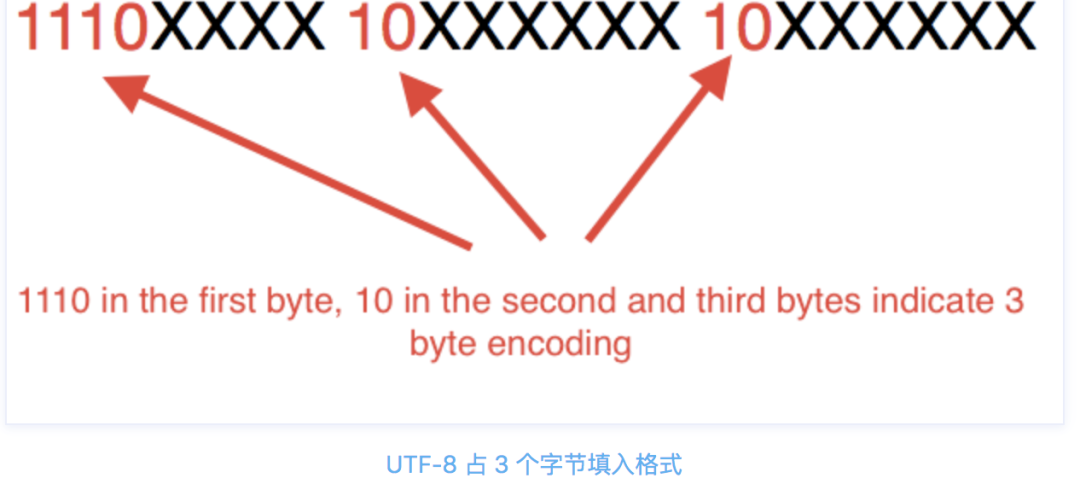 1110XXXX 10XXXXXX 10XXXXXX
1110 in the first byte, 10 in the second and third bytes indicate 3
byte encoding
UTF-8 占 3 个字节填入格式